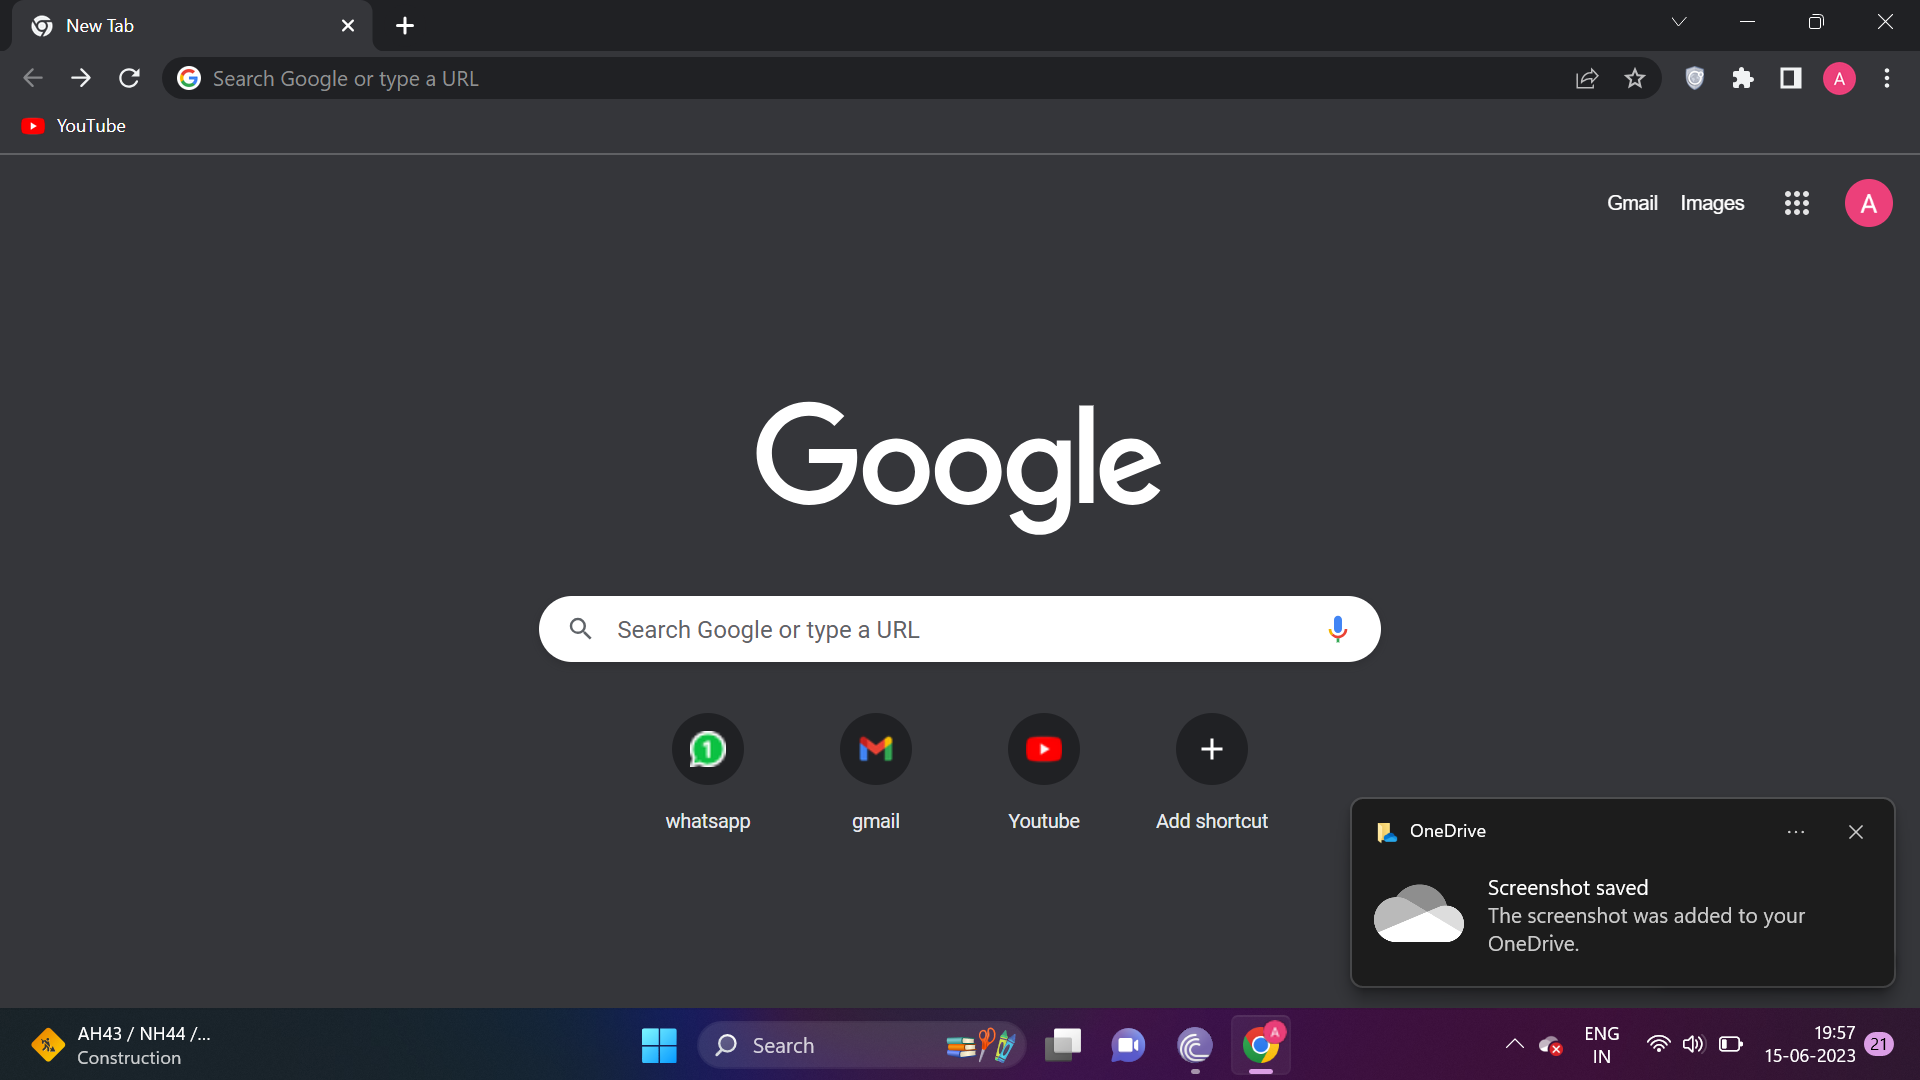 New Tab
Search Google or type a URL
A
YouTube
Gmail Images
A
Google
Search Google or type a URL
1
whatsapp gmail Youtube Add shortcut
OneDrive
Screenshot saved
The screenshot was added to your
OneDrive.
AH43 / NH44 /...
Construction
Search
A
ENG
IN
19:57
15-06-2023
21